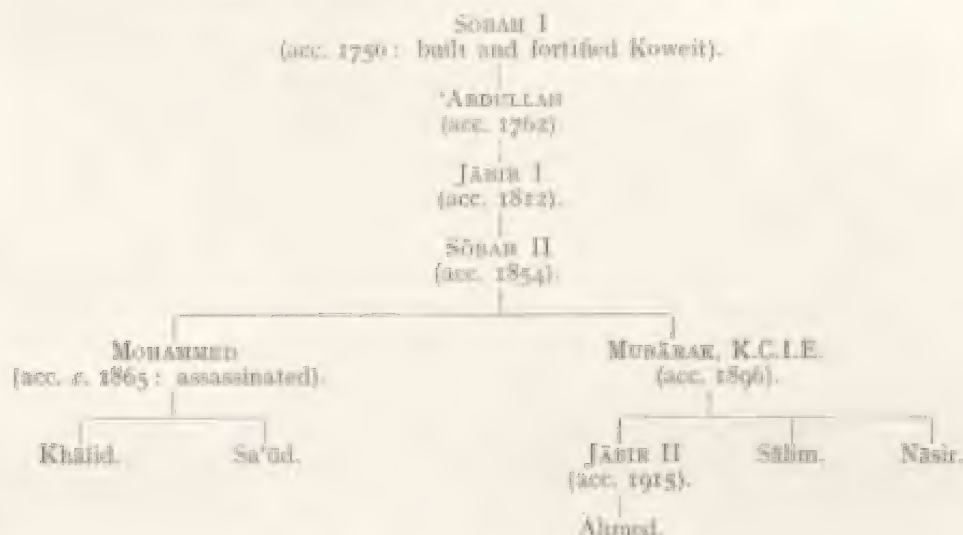 SOBAH I
(acc. 1756 : built and fortified Koweit).
'ABDULLAH
(acc. 1762)
JĀBIR I
(acc. 1812).
SŌBAH II
(acc. 1854).
MOHAMMED
(acc. c. 1865 : assassinated).
MUBĀRAK, K.C.I.E.
(acc. 1896).
Khālid.
Sa'ūd.
JĀBIR II
(acc. 1915).
Sālim.
Nāsir.
Ahmed.